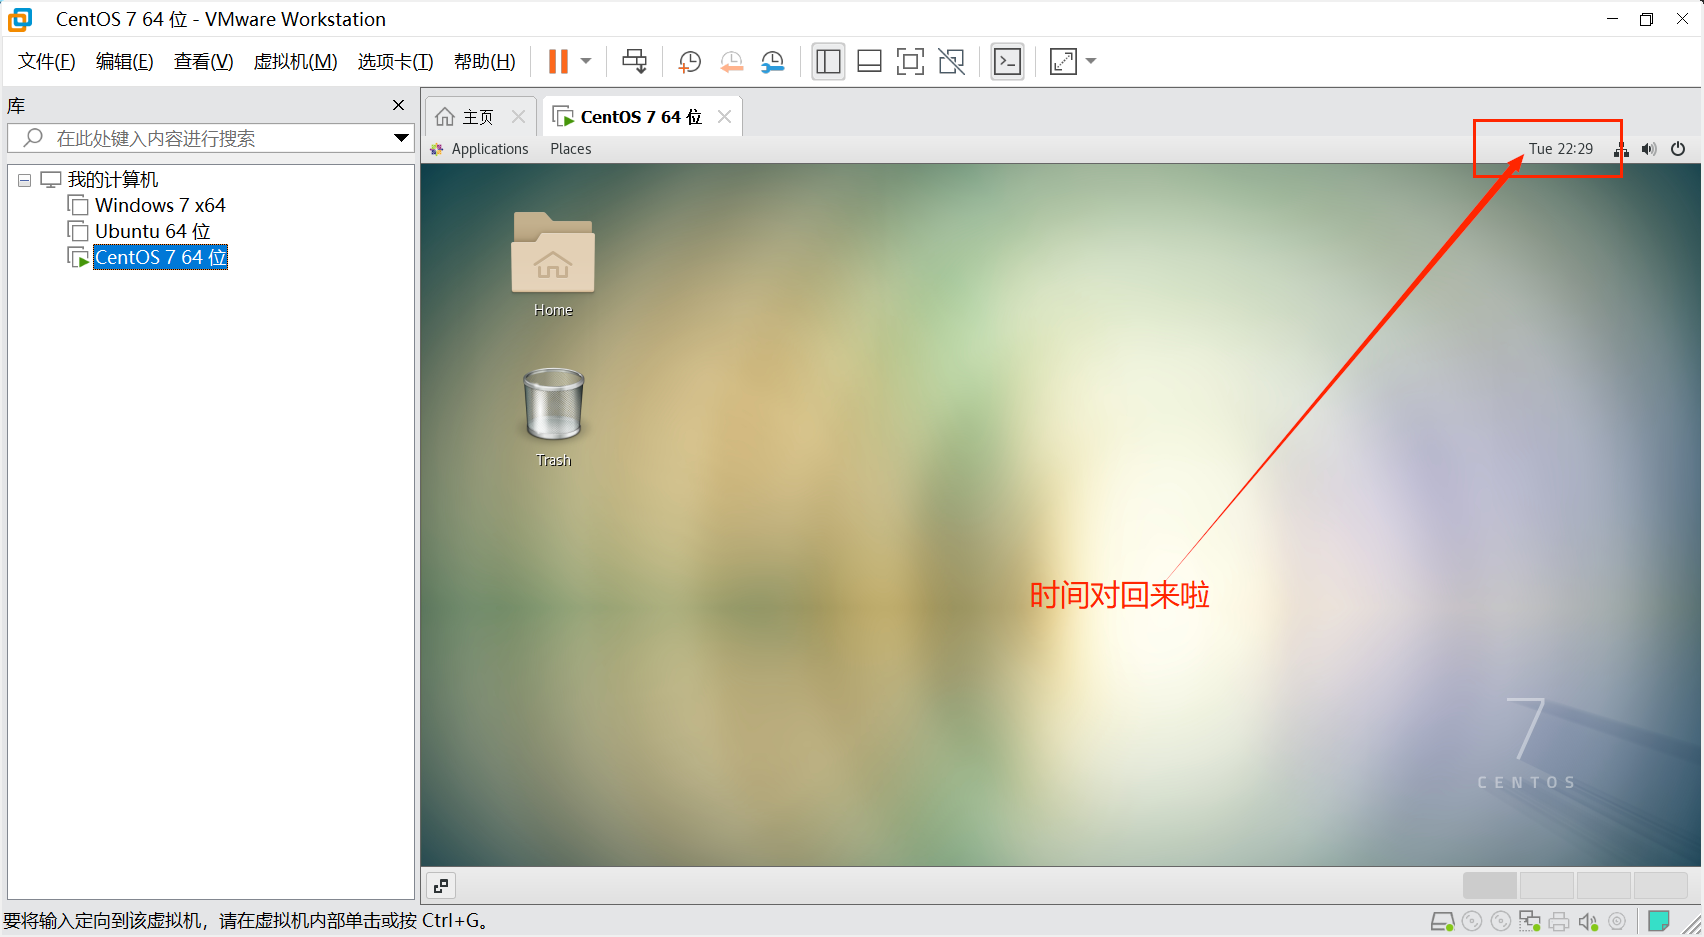 CentOS 7 64 位 - VMware Workstation
文件(F) 编辑(E) 查看(V) 虚拟机(M) 选项卡(T) 帮助(H)
库
在此处键入内容进行搜索
我的计算机
Windows 7 x64
Ubuntu 64 位
CentOS 7 64 位
主页 CentOS 7 64 位
Applications Places Tue 22:29
Home
Trash
时间对回来啦
7
CENTOS
要将输入定向到该虚拟机，请在虚拟机内部单击或按 Ctrl+G。